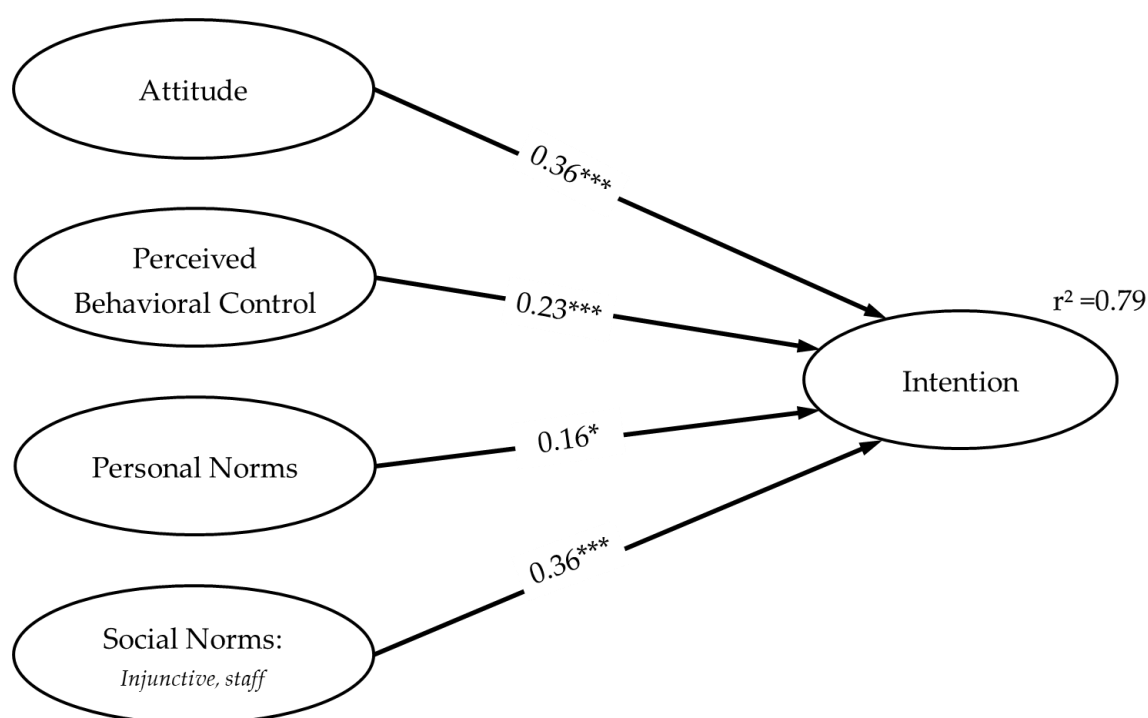 Attitude
0.36***
Perceived
Behavioral Control
0.23***
r² =0.79
Intention
Personal Norms
0.16*
0.36***
Social Norms:
Injunctive, staff